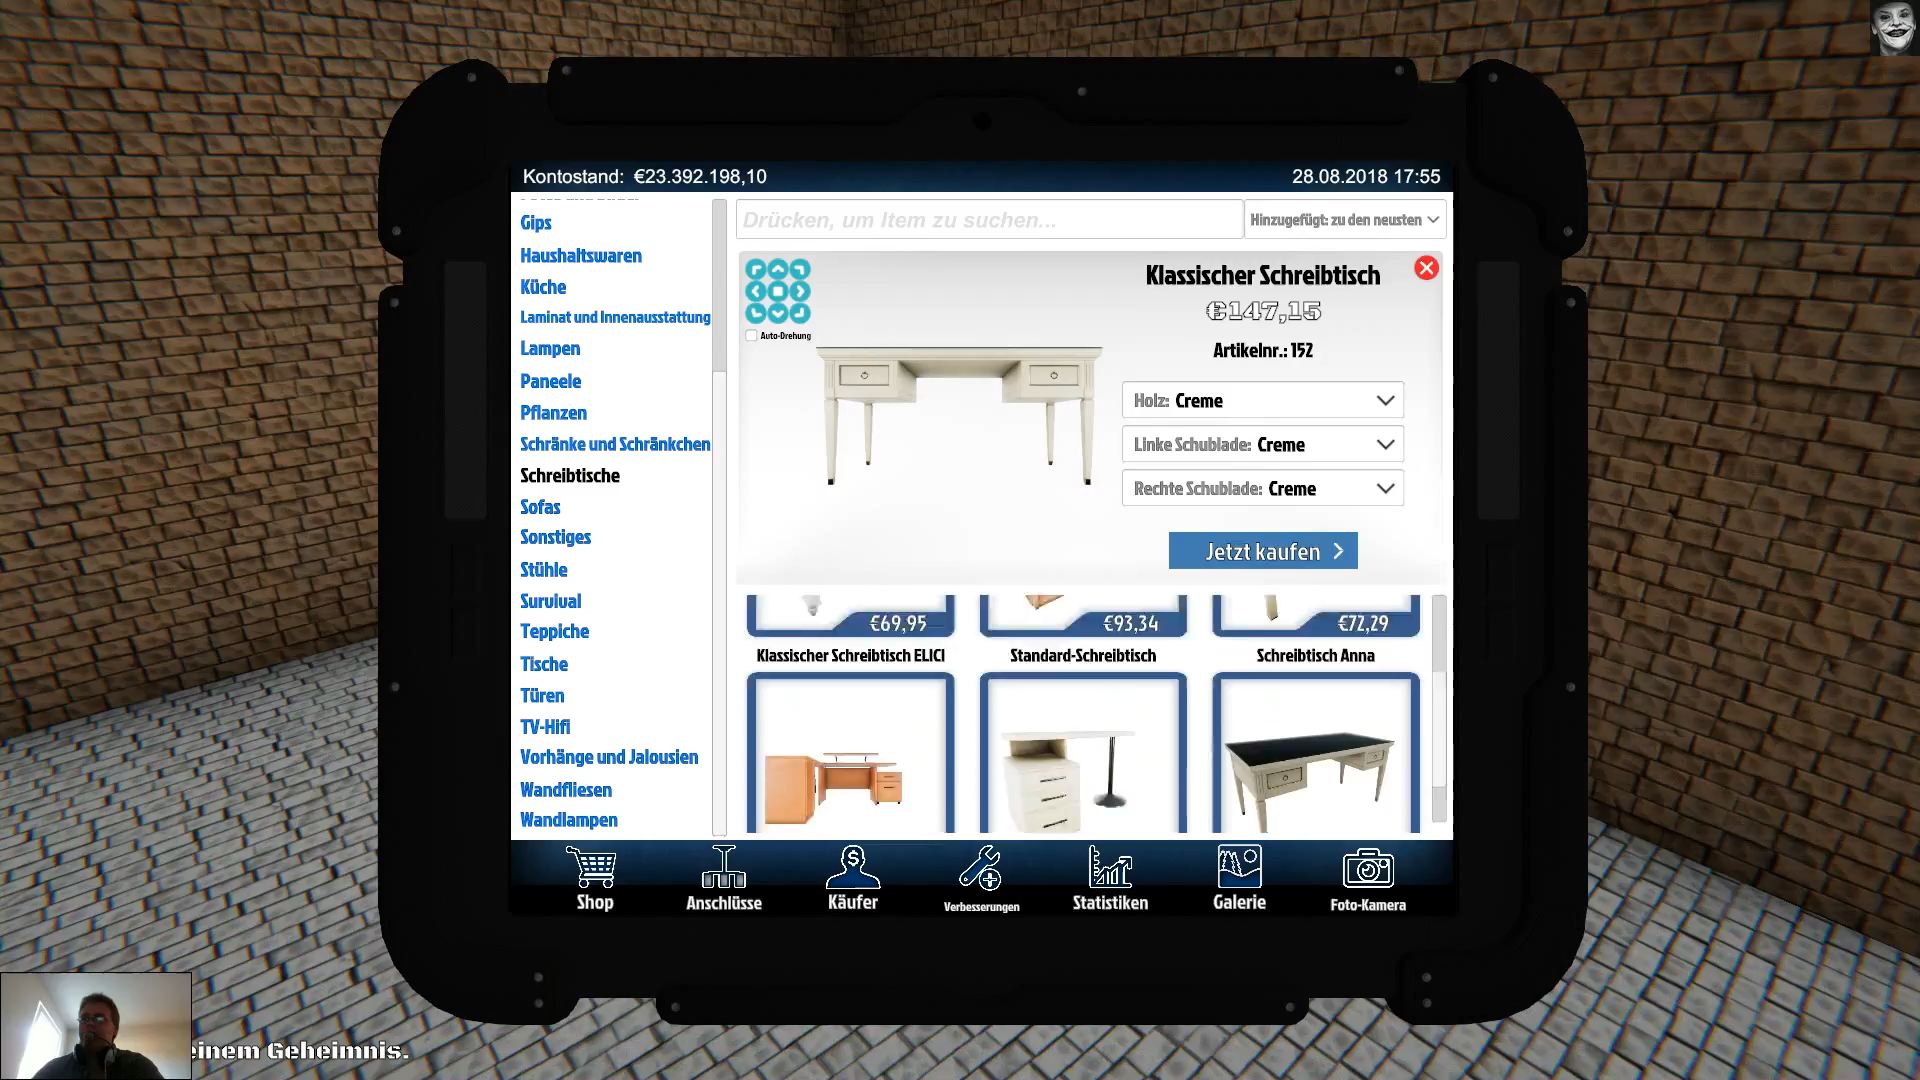 Kontostand: €23.392.198,10
28.08.2018 17:55
Gips
Haushaltswaren
Küche
Laminat und Innenausstattung
Lampen
Paneele
Pflanzen
Schränke und Schränkchen
Schreibtische
Sofas
Sonstiges
Stühle
Survival
Teppiche
Tische
Türen
TV-Hifi
Vorhänge und Jalousien
Wandfliesen
Wandlampen
Drücken, um Item zu suchen...
Hinzugefügt: zu den neusten
Auto-Drehung
Klassischer Schreibtisch
€147,15
Artikelnr.: 152
Holz: Creme
Linke Schublade: Creme
Rechte Schublade: Creme
Jetzt kaufen
€69,95
€93,34
€72,29
Klassischer Schreibtisch ELICI
Standard-Schreibtisch
Schreibtisch Anna
Shop
Anschlüsse
Käufer
Verbesserungen
Statistiken
Galerie
Foto-Kamera
einem Geheimnis.